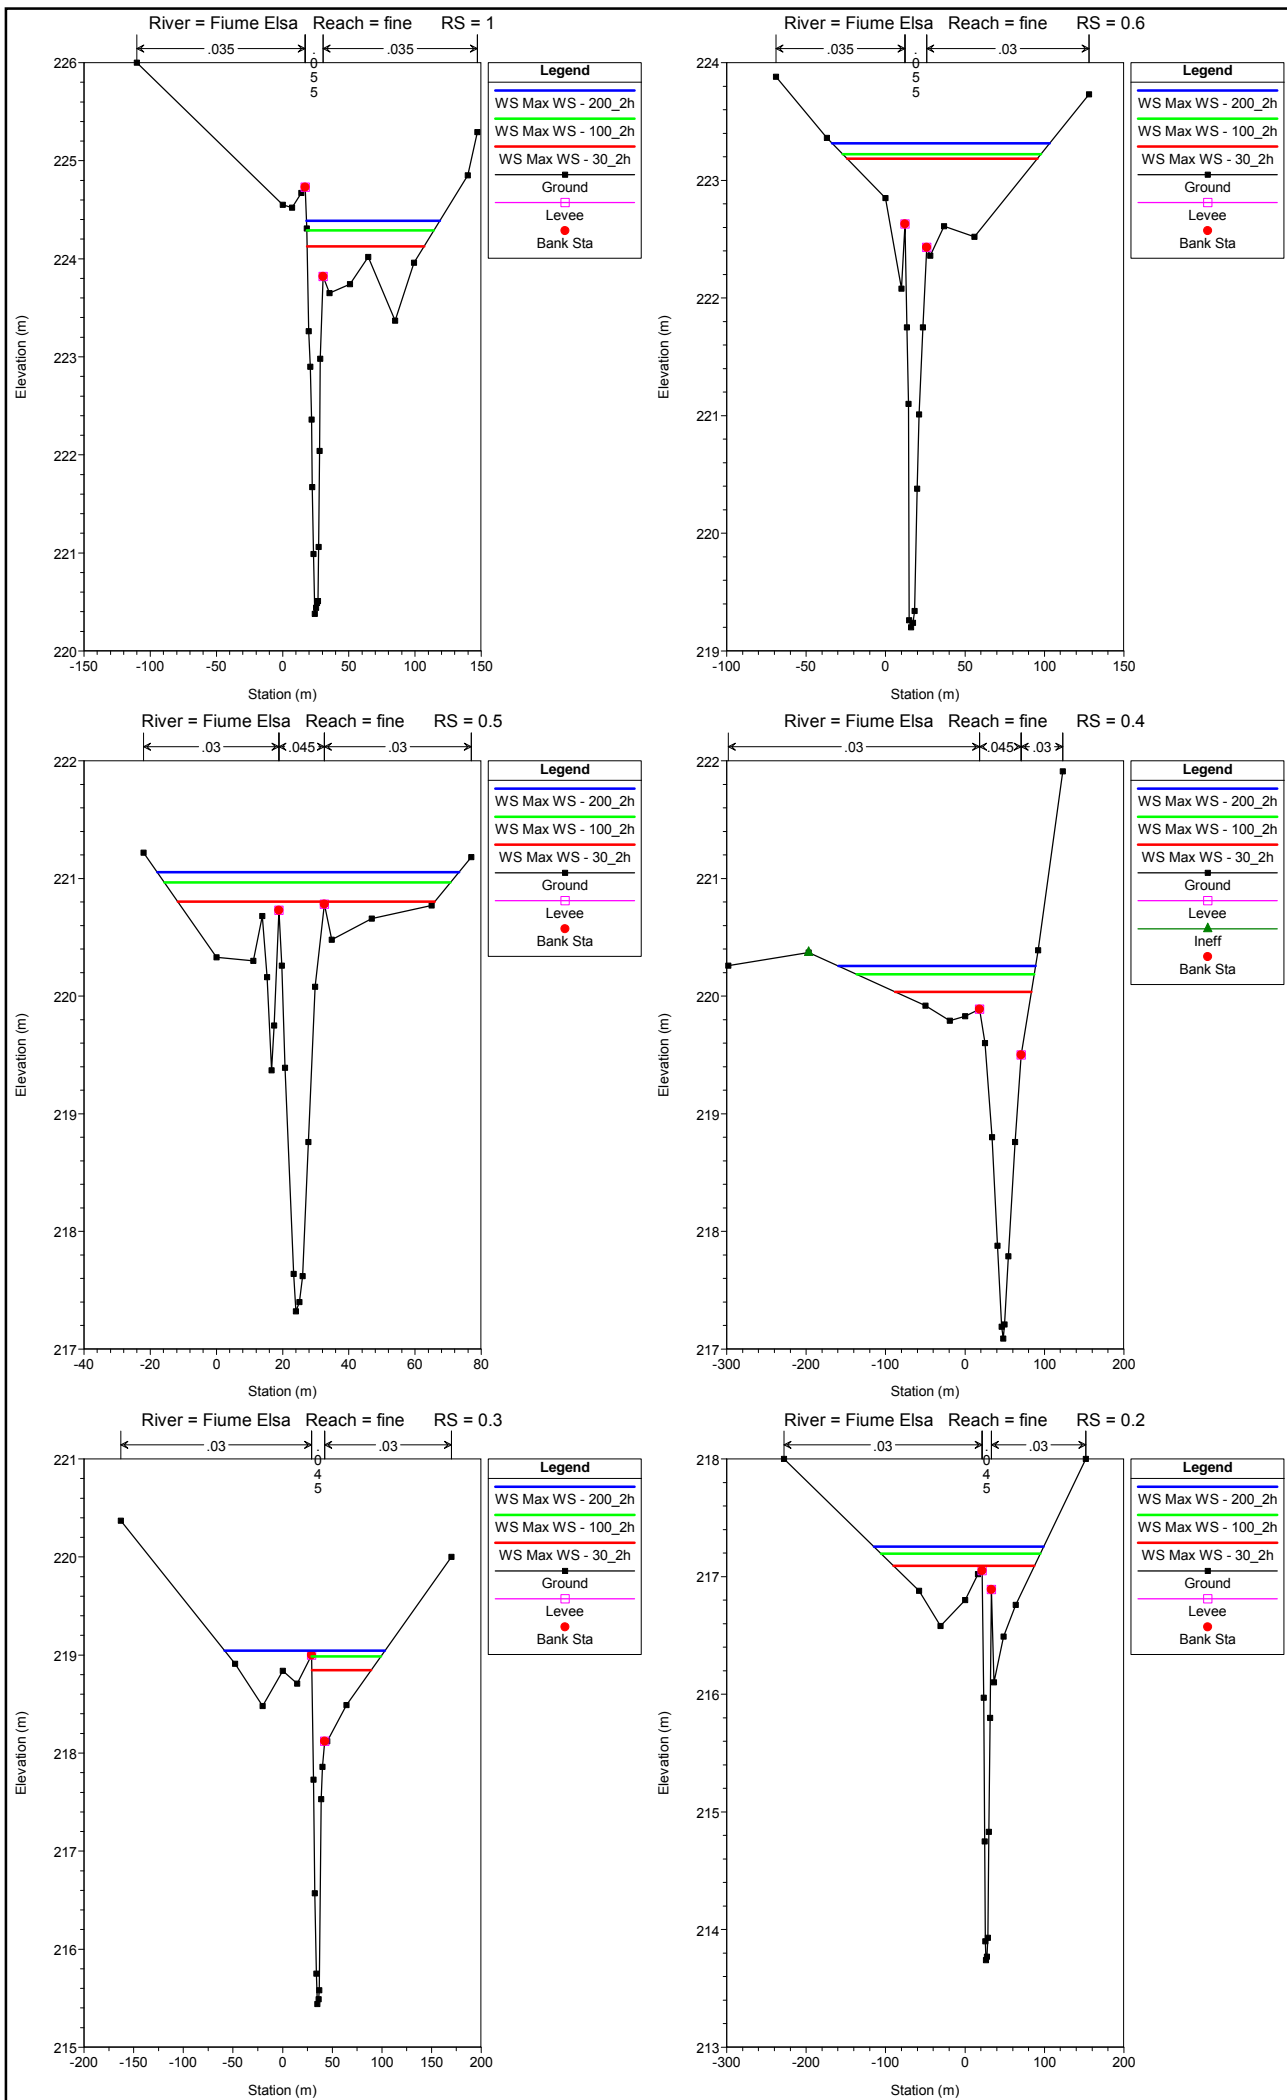 River = Fiume Elsa Reach = fine RS = 1
.035
.055
.035
226
225
224
223
222
221
220
Elevation (m)
-150 -100 -50 0 50 100 150
Station (m)
Legend
WS Max WS - 200_2h
WS Max WS - 100_2h
WS Max WS - 30_2h
Ground
Levee
Bank Sta
River = Fiume Elsa Reach = fine RS = 0.6
.035
.055
.03
224
223
222
221
220
219
Elevation (m)
-100 -50 0 50 100 150
Station (m)
Legend
WS Max WS - 200_2h
WS Max WS - 100_2h
WS Max WS - 30_2h
Ground
Levee
Bank Sta
River = Fiume Elsa Reach = fine RS = 0.5
.03 .045 .03
222
221
220
219
218
217
Elevation (m)
-40 -20 0 20 40 60 80
Station (m)
Legend
WS Max WS - 200_2h
WS Max WS - 100_2h
WS Max WS - 30_2h
Ground
Levee
Bank Sta
River = Fiume Elsa Reach = fine RS = 0.4
.03 .045 .03
222
221
220
219
218
217
Elevation (m)
-300 -200 -100 0 100 200
Station (m)
Legend
WS Max WS - 200_2h
WS Max WS - 100_2h
WS Max WS - 30_2h
Ground
Levee
Ineff
Bank Sta
River = Fiume Elsa Reach = fine RS = 0.3
.03
.045
.03
221
220
219
218
217
216
215
Elevation (m)
-200 -150 -100 -50 0 50 100 150 200
Station (m)
Legend
WS Max WS - 200_2h
WS Max WS - 100_2h
WS Max WS - 30_2h
Ground
Levee
Bank Sta
River = Fiume Elsa Reach = fine RS = 0.2
.03
.045
.03
218
217
216
215
214
213
Elevation (m)
-300 -200 -100 0 100 200
Station (m)
Legend
WS Max WS - 200_2h
WS Max WS - 100_2h
WS Max WS - 30_2h
Ground
Levee
Bank Sta